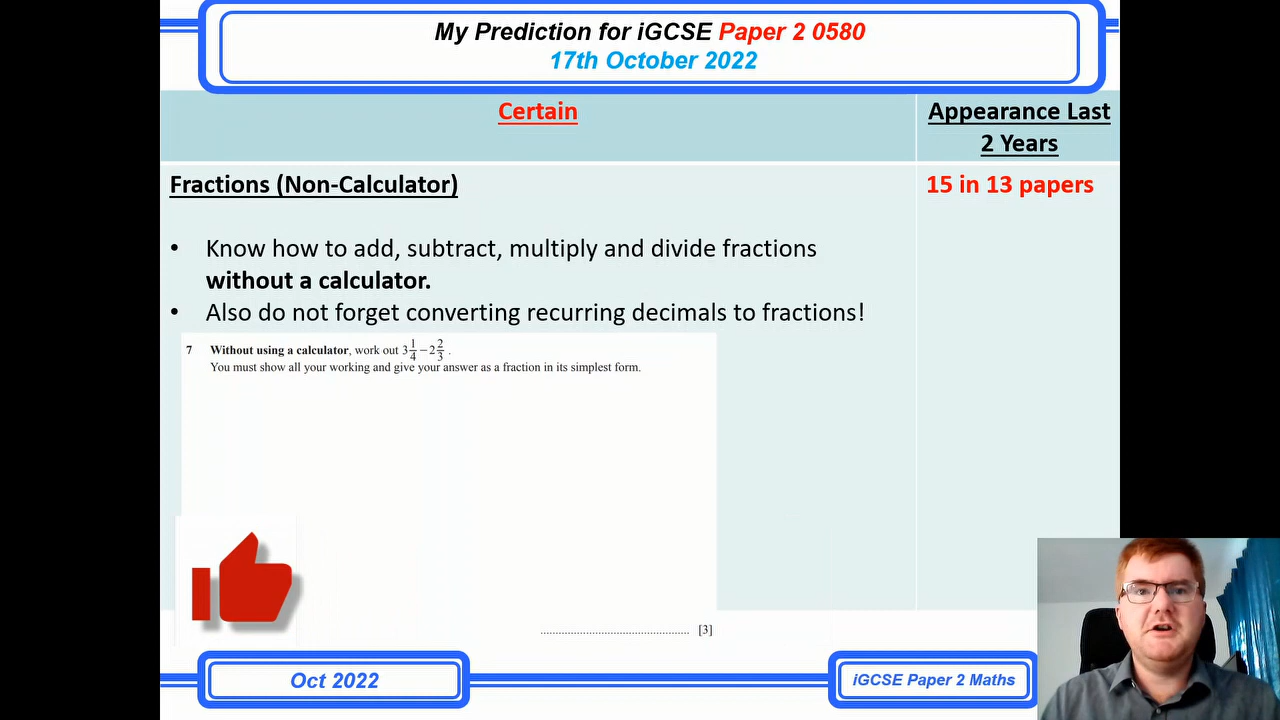 My Prediction for iGCSE Paper 2 0580
17th October 2022
Certain
Appearance Last
2 Years
Fractions (Non-Calculator)
15 in 13 papers
• Know how to add, subtract, multiply and divide fractions
without a calculator.
• Also do not forget converting recurring decimals to fractions!
7 Without using a calculator, work out 3 1/4 − 2 2/3 .
You must show all your working and give your answer as a fraction in its simplest form.
.................................................. [3]
Oct 2022
iGCSE Paper 2 Maths